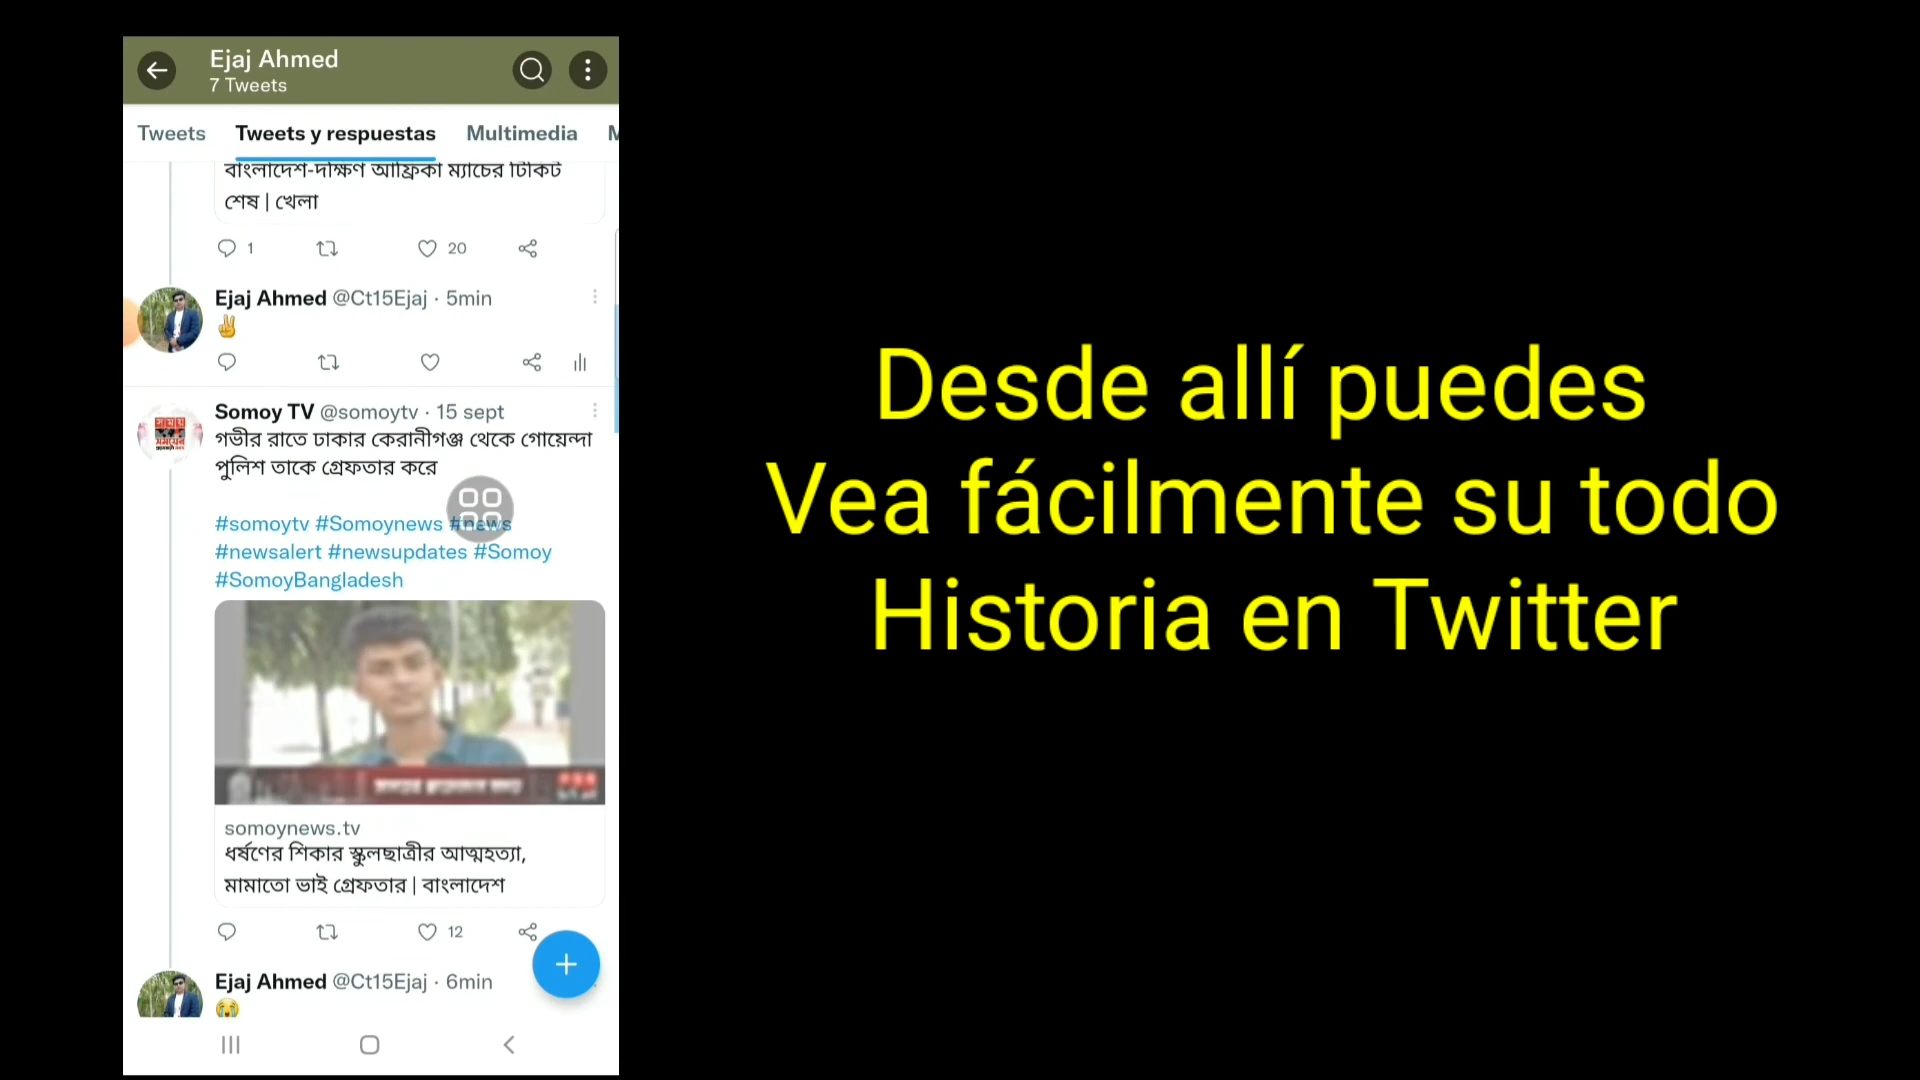 Ejaj Ahmed
7 Tweets
Tweets
Tweets y respuestas
Multimedia
M
বাংলাদেশ-দক্ষিণ আফ্রিকা ম্যাচের টিকিট
শেষ | খেলা
1
20
Ejaj Ahmed @Ct15Ejaj · 5min
✌
Somoy TV @somoytv · 15 sept
গভীর রাতে ঢাকার কেরানীগঞ্জ থেকে গোয়েন্দা
পুলিশ তাকে গ্রেফতার করে
#somoytv #Somoynews #news
#newsalert #newsupdates #Somoy
#SomoyBangladesh
somoynews.tv
ধর্ষণের শিকার স্কুলছাত্রীর আত্মহত্যা,
মামাতো ভাই গ্রেফতার | বাংলাদেশ
12
Ejaj Ahmed @Ct15Ejaj · 6min
😭
Desde allí puedes
Vea fácilmente su todo
Historia en Twitter